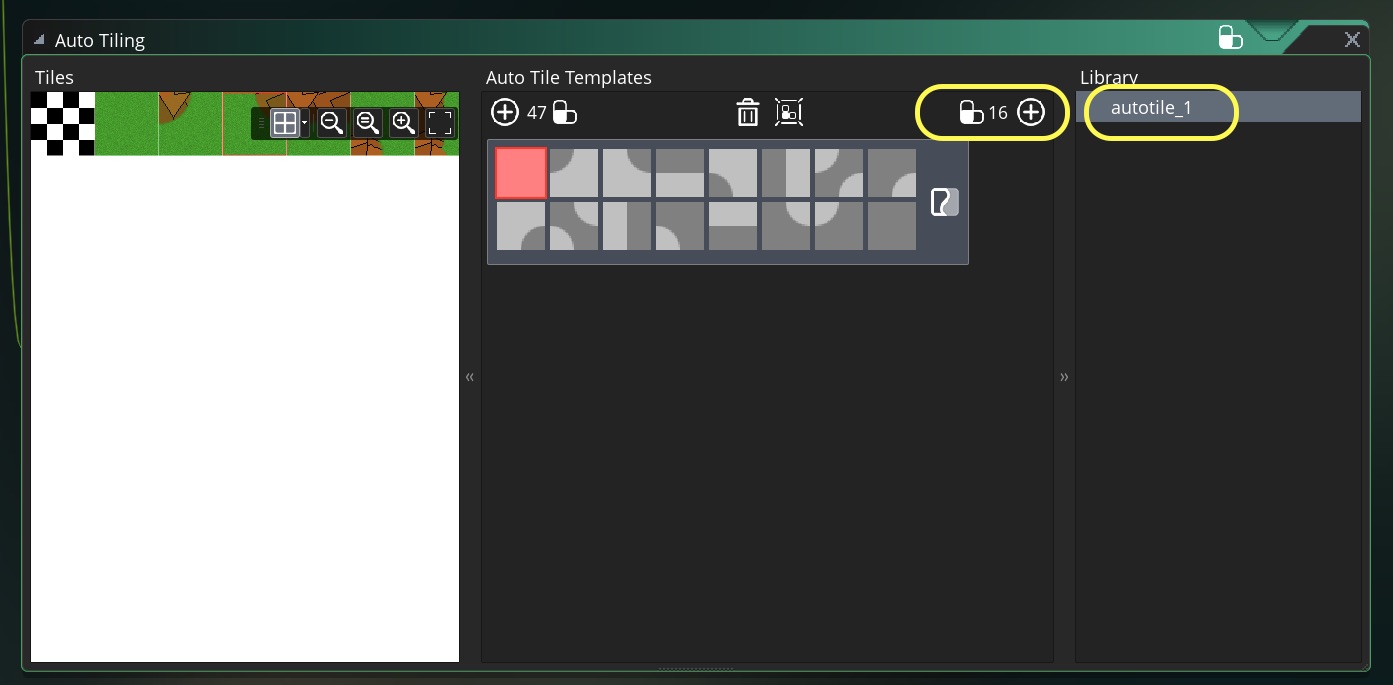 Auto Tiling
Tiles
Auto Tile Templates
Library
47
16
autotile_1